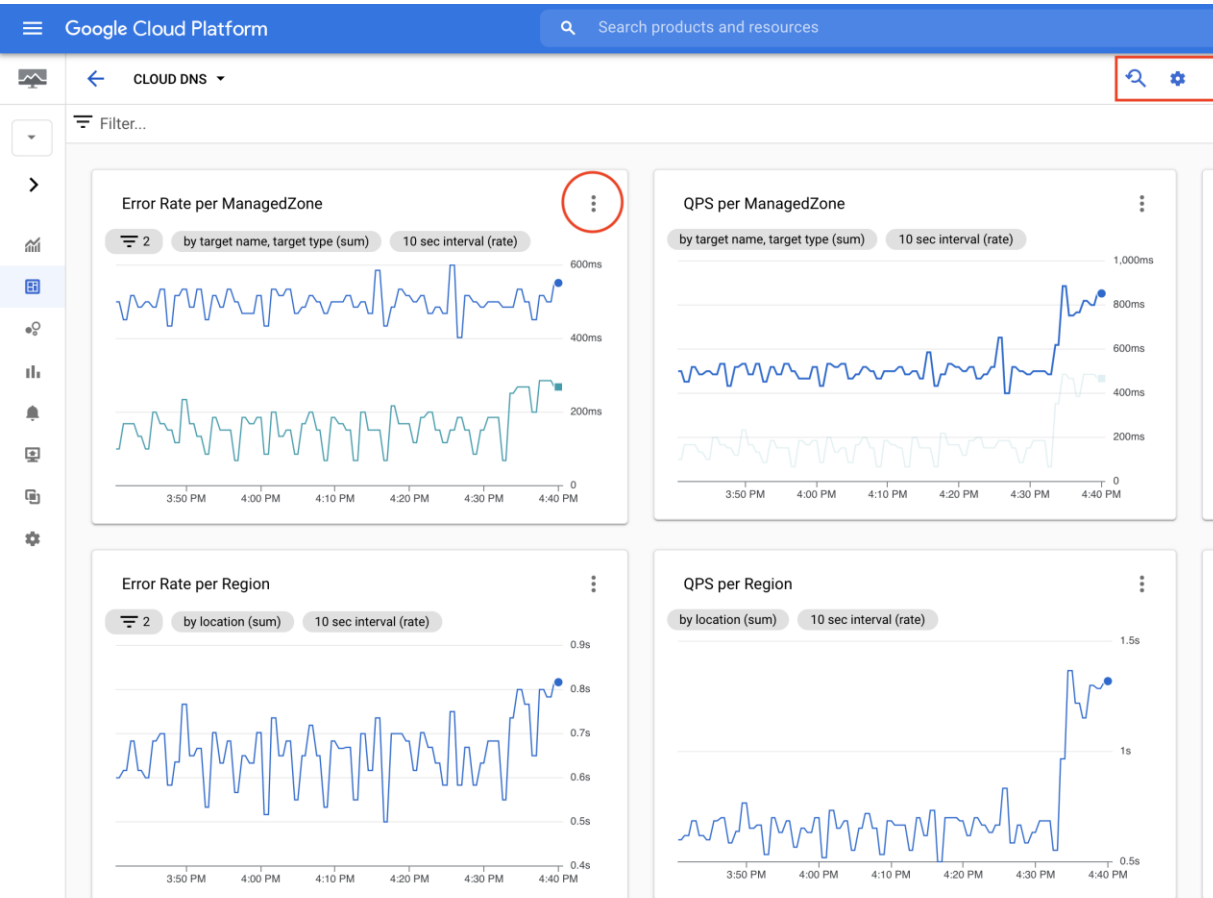 Google Cloud Platform
Search products and resources
CLOUD DNS
Filter...
Error Rate per ManagedZone
2 by target name, target type (sum) 10 sec interval (rate)
600ms
400ms
200ms
0
3:50 PM 4:00 PM 4:10 PM 4:20 PM 4:30 PM 4:40 PM
QPS per ManagedZone
by target name, target type (sum) 10 sec interval (rate)
1,000ms
800ms
600ms
400ms
200ms
0
3:50 PM 4:00 PM 4:10 PM 4:20 PM 4:30 PM 4:40 PM
Error Rate per Region
2 by location (sum) 10 sec interval (rate)
0.9s
0.8s
0.7s
0.6s
0.5s
0.4s
3:50 PM 4:00 PM 4:10 PM 4:20 PM 4:30 PM 4:40 PM
QPS per Region
by location (sum) 10 sec interval (rate)
1.5s
1s
0.5s
3:50 PM 4:00 PM 4:10 PM 4:20 PM 4:30 PM 4:40 PM